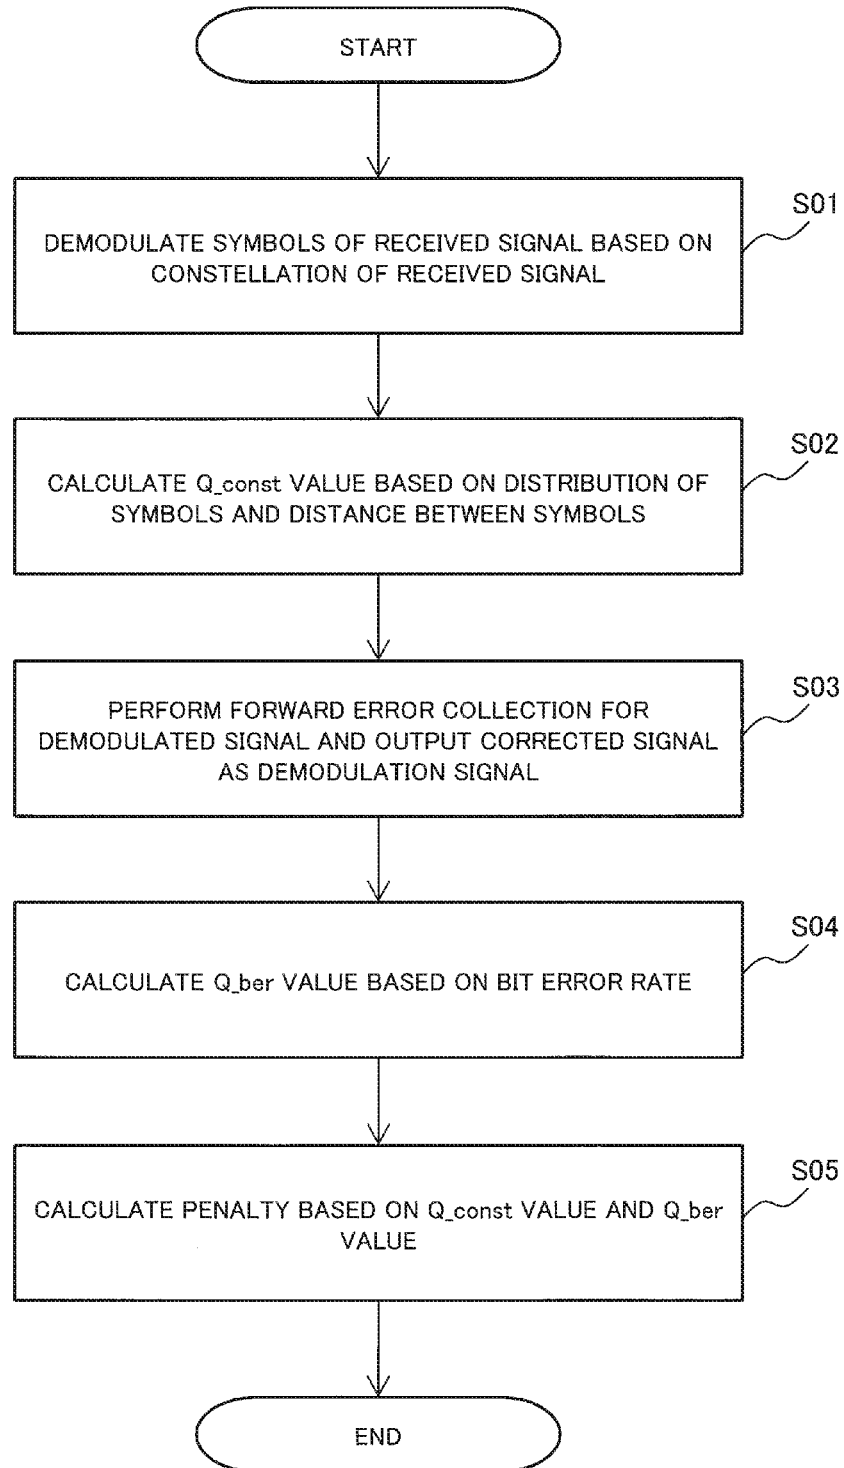 START
S01
DEMODULATE SYMBOLS OF RECEIVED SIGNAL BASED ON
CONSTELLATION OF RECEIVED SIGNAL
S02
CALCULATE Q_const VALUE BASED ON DISTRIBUTION OF
SYMBOLS AND DISTANCE BETWEEN SYMBOLS
S03
PERFORM FORWARD ERROR COLLECTION FOR
DEMODULATED SIGNAL AND OUTPUT CORRECTED SIGNAL
AS DEMODULATION SIGNAL
S04
CALCULATE Q_ber VALUE BASED ON BIT ERROR RATE
S05
CALCULATE PENALTY BASED ON Q_const VALUE AND Q_ber
VALUE
END